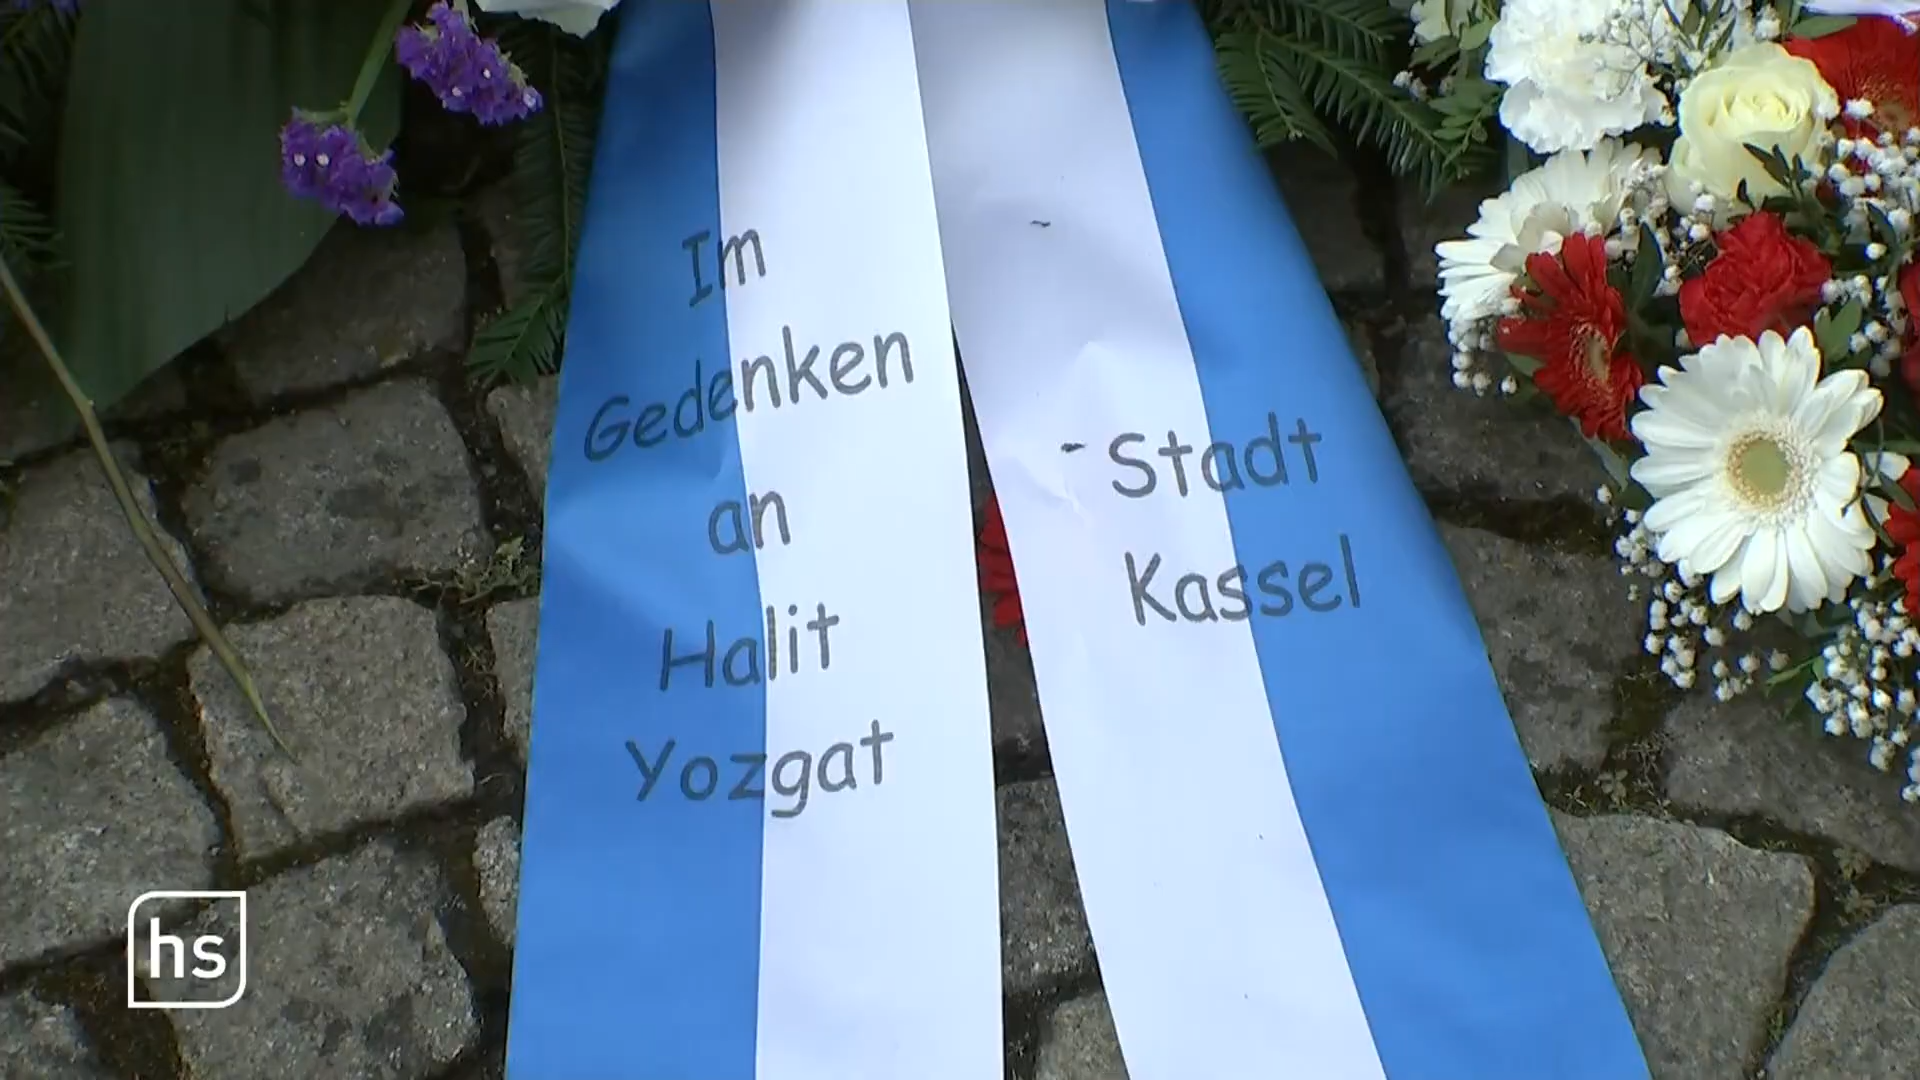 Im
Gedenken
an
Halit
Yozgat
- Stadt
Kassel
hs